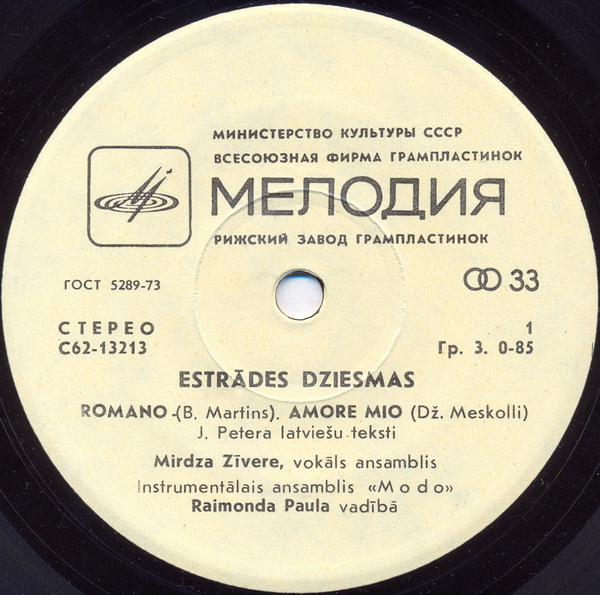 МИНИСТЕРСТВО КУЛЬТУРЫ СССР
ВСЕСОЮЗНАЯ ФИРМА ГРАМПЛАСТИНОК
МЕЛОДИЯ
РИЖСКИЙ ЗАВОД ГРАМПЛАСТИНОК
ГОСТ 5289-73
33
СТЕРЕО
1
С62-13213
Гр. 3. 0-85
ESTRĀDES DZIESMAS
ROMANO (B. Martins). AMORE MIO (Dž. Meskolli)
J. Petera latviešu teksti
Mirdza Zīvere, vokāls ansamblis
Instrumentālais ansamblis «Modo»
Raimonda Paula vadībā